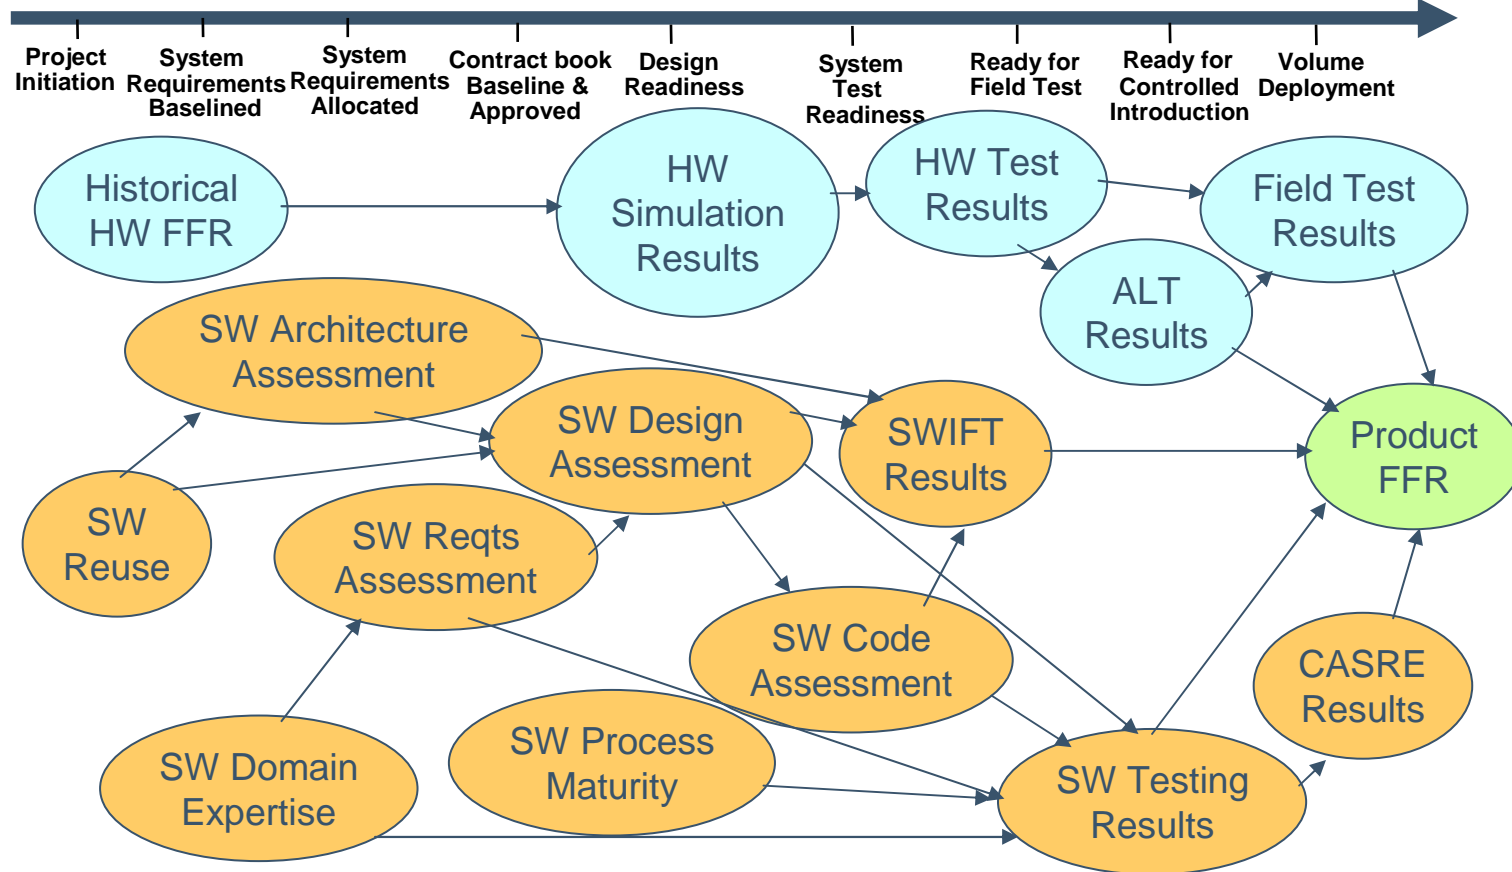 Project
Initiation
System
Requirements
Baselined
System
Requirements
Allocated
Contract book
Baseline &
Approved
Design
Readiness
System
Test
Readiness
Ready for
Field Test
Ready for
Controlled
Introduction
Volume
Deployment
Historical
HW FFR
HW
Simulation
Results
HW Test
Results
Field Test
Results
ALT
Results
SW Architecture
Assessment
SW Design
Assessment
SWIFT
Results
Product
FFR
SW
Reuse
SW Reqts
Assessment
SW Code
Assessment
CASRE
Results
SW Domain
Expertise
SW Process
Maturity
SW Testing
Results